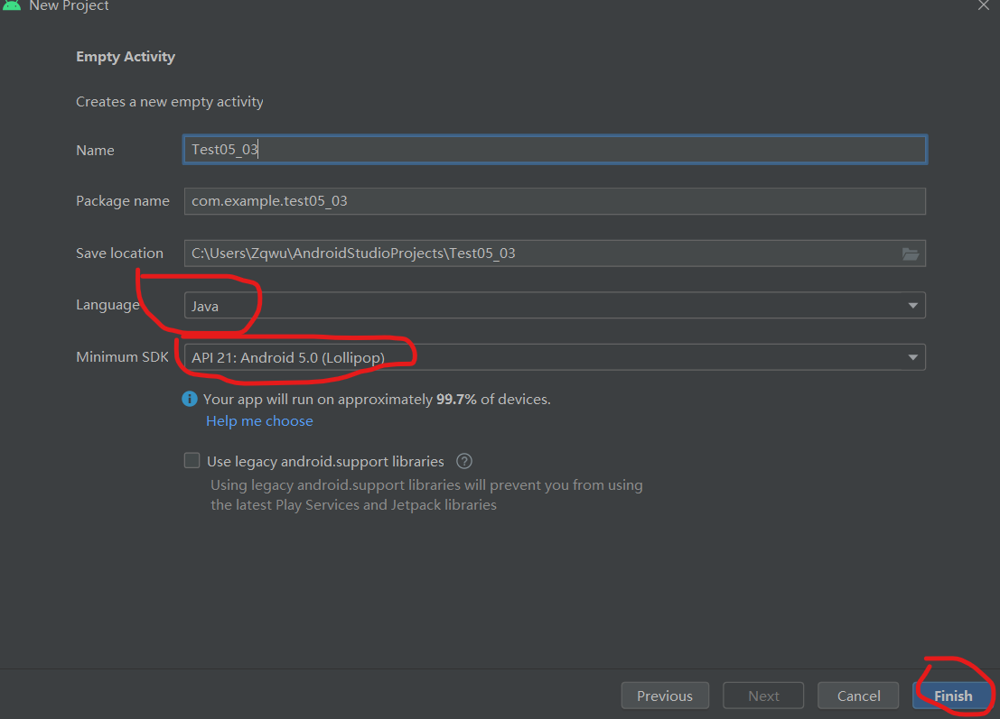 New Project
Empty Activity
Creates a new empty activity
Name Test05_03
Package name com.example.test05_03
Save location C:\Users\Zqwu\AndroidStudioProjects\Test05_03
Language Java
Minimum SDK API 21: Android 5.0 (Lollipop)
i Your app will run on approximately 99.7% of devices.
Help me choose
Use legacy android.support libraries ?
Using legacy android.support libraries will prevent you from using
the latest Play Services and Jetpack libraries
Previous Next Cancel Finish